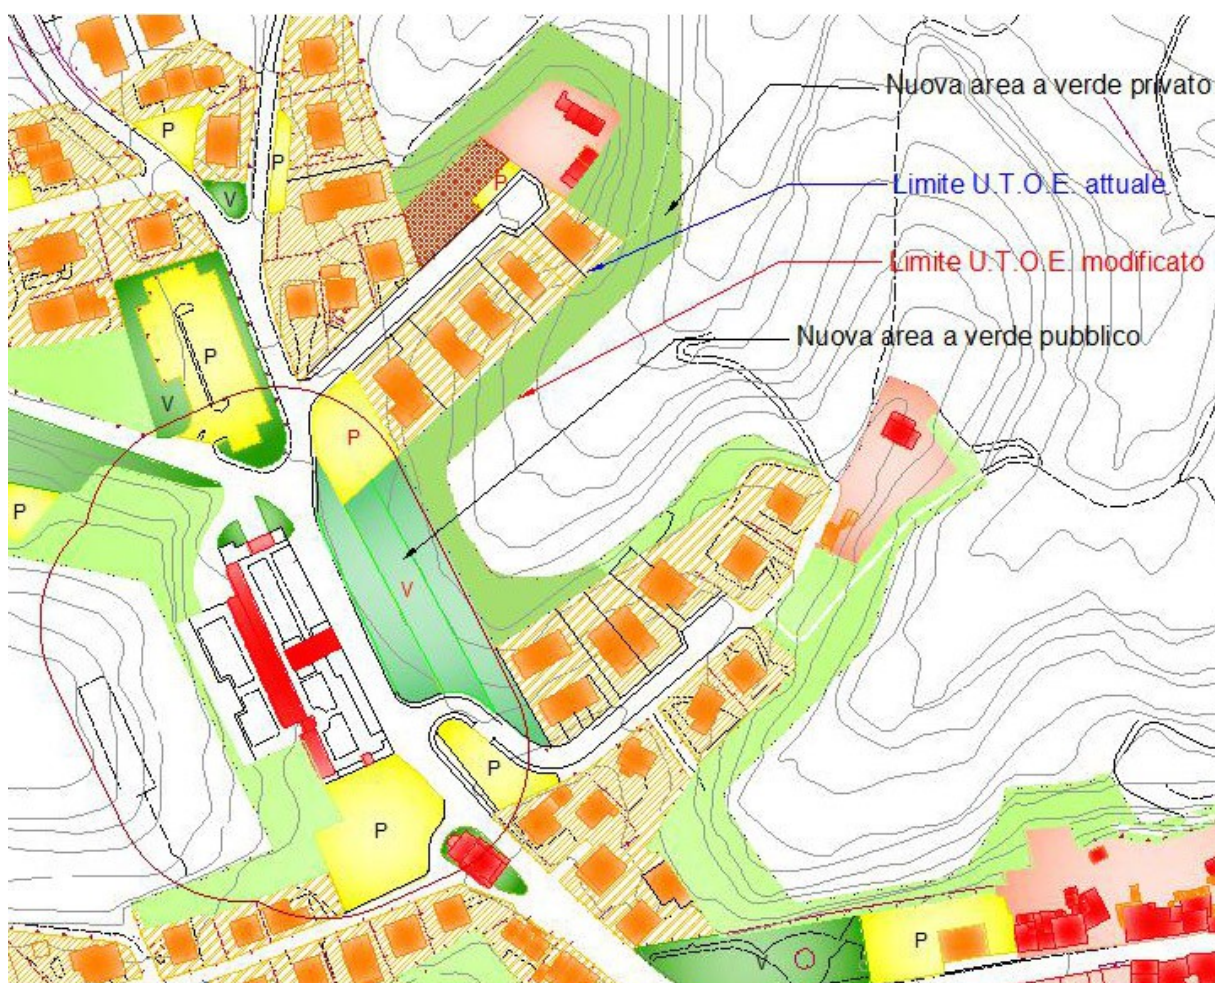 Nuova area a verde privato
P
P
Limite U.T.O.E. attuale
P
V
Limite U.T.O.E. modificato
Nuova area a verde pubblico
P
V
P
P
V
P
P
P
V